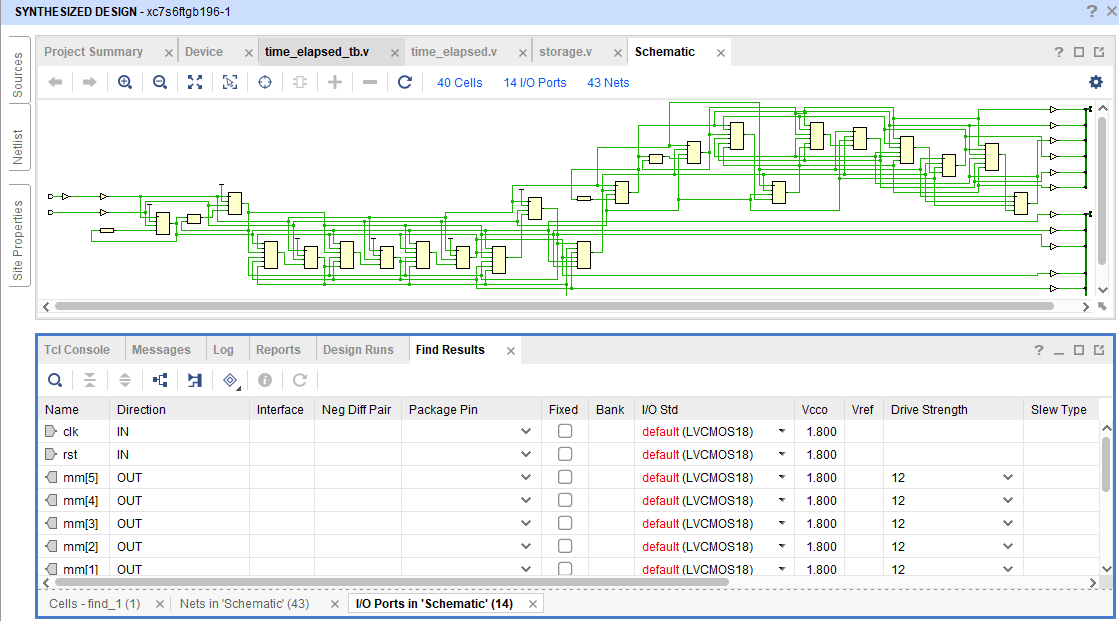 SYNTHESIZED DESIGN - xc7s6ftgb196-1
Sources
Netlist
Site Properties
Project Summary Device time_elapsed_tb.v time_elapsed.v storage.v Schematic
40 Cells 14 I/O Ports 43 Nets
Tcl Console Messages Log Reports Design Runs Find Results
Name Direction Interface Neg Diff Pair Package Pin Fixed Bank I/O Std Vcco Vref Drive Strength Slew Type
clk IN default (LVCMOS18) 1.800
rst IN default (LVCMOS18) 1.800
mm[5] OUT default (LVCMOS18) 1.800 12
mm[4] OUT default (LVCMOS18) 1.800 12
mm[3] OUT default (LVCMOS18) 1.800 12
mm[2] OUT default (LVCMOS18) 1.800 12
mm[1] OUT default (LVCMOS18) 1.800 12
Cells - find_1 (1) Nets in 'Schematic' (43) I/O Ports in 'Schematic' (14)